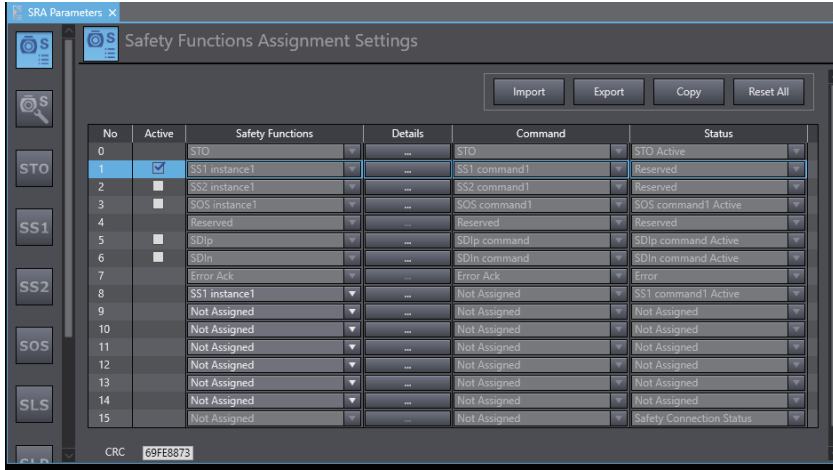 SRA Parameters
Safety Functions Assignment Settings
Import Export Copy Reset All
No Active Safety Functions Details Command Status
0 STO ... STO STO Active
1 SS1 instance1 ... SS1 command1 Reserved
2 SS2 instance1 ... SS2 command1 Reserved
3 SOS instance1 ... SOS command1 SOS command1 Active
4 Reserved ... Reserved Reserved
5 SDIp ... SDIp command SDIp command Active
6 SDIn ... SDIn command SDIn command Active
7 Error Ack ... Error Ack Error
8 SS1 instance1 ... Not Assigned SS1 command1 Active
9 Not Assigned ... Not Assigned Not Assigned
10 Not Assigned ... Not Assigned Not Assigned
11 Not Assigned ... Not Assigned Not Assigned
12 Not Assigned ... Not Assigned Not Assigned
13 Not Assigned ... Not Assigned Not Assigned
14 Not Assigned ... Not Assigned Not Assigned
15 Not Assigned ... Not Assigned Safety Connection Status
CRC 69FE8873
S
S
S
STO
SS1
SS2
SOS
SLS